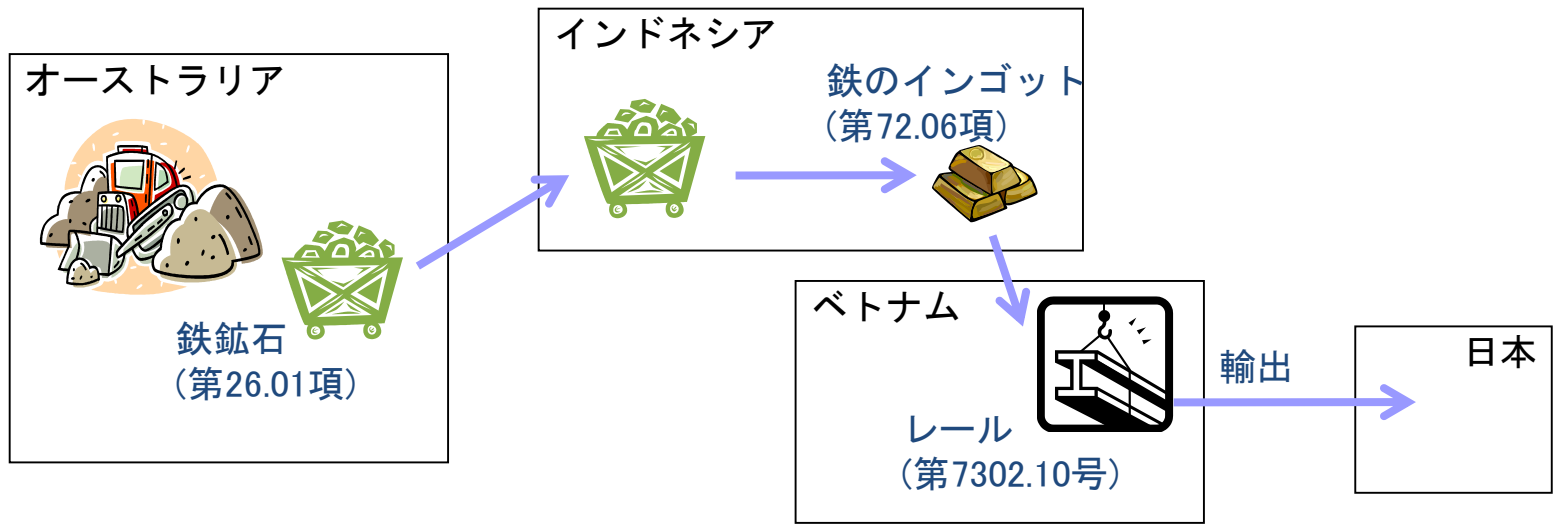 オーストラリア
鉄鉱石
(第26.01項)
インドネシア
鉄のインゴット
(第72.06項)
ベトナム
レール
(第7302.10号)
輸出
日本